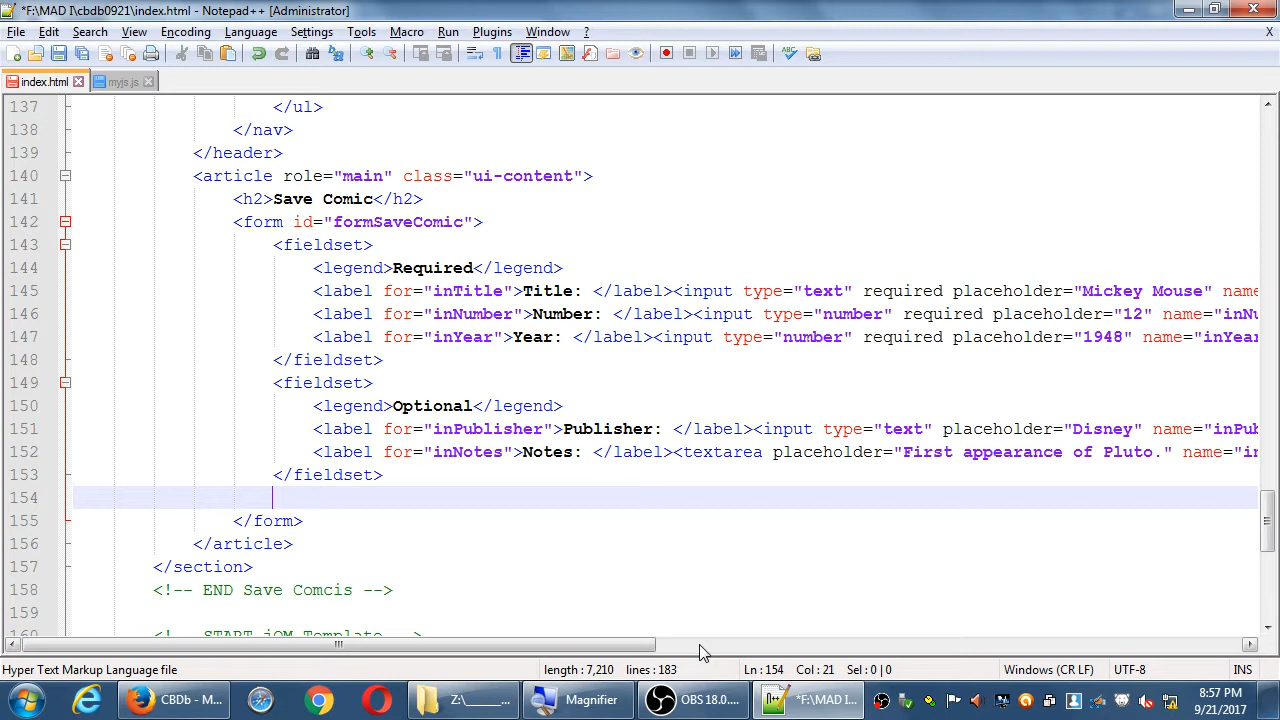 *F:\MAD I\cbdb0921\index.html - Notepad++ [Administrator]
File Edit Search View Encoding Language Settings Tools Macro Run Plugins Window ? X
index.html myjs.js
137 </ul>
138 </nav>
139 </header>
140 <article role="main" class="ui-content">
141 <h2>Save Comic</h2>
142 <form id="formSaveComic">
143 <fieldset>
144 <legend>Required</legend>
145 <label for="inTitle">Title: </label><input type="text" required placeholder="Mickey Mouse" name
146 <label for="inNumber">Number: </label><input type="number" required placeholder="12" name="inNu
147 <label for="inYear">Year: </label><input type="number" required placeholder="1948" name="inYear
148 </fieldset>
149 <fieldset>
150 <legend>Optional</legend>
151 <label for="inPublisher">Publisher: </label><input type="text" placeholder="Disney" name="inPub
152 <label for="inNotes">Notes: </label><textarea placeholder="First appearance of Pluto." name="in
153 </fieldset>
154
155 </form>
156 </article>
157 </section>
158 <!-- END Save Comcis -->
159
160 <!-- START jQM Template -->
Hyper Text Markup Language file length : 7,210 lines : 183 Ln : 154 Col : 21 Sel : 0 | 0 Windows (CR LF) UTF-8 INS
CBDb - M... Z:\______... Magnifier OBS 18.0.... *F:\MAD I... 8:57 PM
9/21/2017